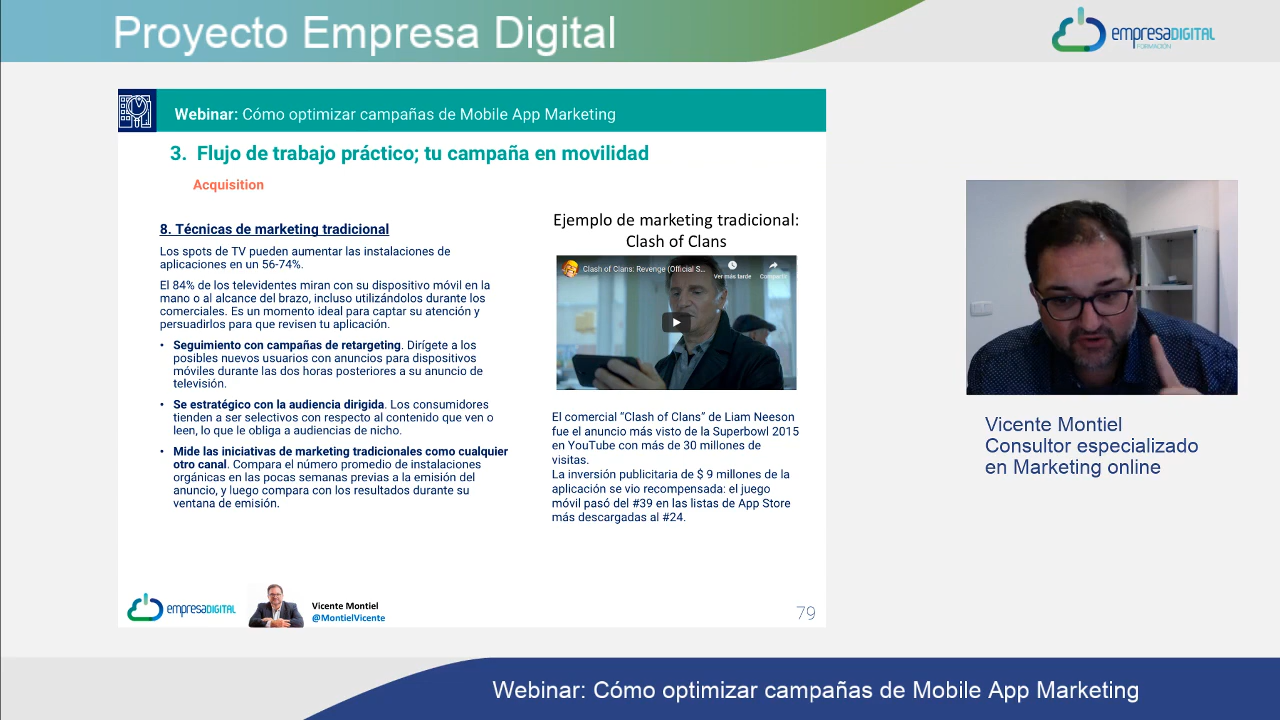 Proyecto Empresa Digital
empresaDIGITAL
FORMACIÓN
Webinar: Cómo optimizar campañas de Mobile App Marketing
3. Flujo de trabajo práctico; tu campaña en movilidad
Acquisition
8. Técnicas de marketing tradicional
Los spots de TV pueden aumentar las instalaciones de
aplicaciones en un 56-74%.
El 84% de los televidentes miran con su dispositivo móvil en la
mano o al alcance del brazo, incluso utilizándolos durante los
comerciales. Es un momento ideal para captar su atención y
persuadirlos para que revisen tu aplicación.
• Seguimiento con campañas de retargeting. Dirígete a los
posibles nuevos usuarios con anuncios para dispositivos
móviles durante las dos horas posteriores a su anuncio de
televisión.
• Se estratégico con la audiencia dirigida. Los consumidores
tienden a ser selectivos con respecto al contenido que ven o
leen, lo que le obliga a audiencias de nicho.
• Mide las iniciativas de marketing tradicionales como cualquier
otro canal. Compara el número promedio de instalaciones
orgánicas en las pocas semanas previas a la emisión del
anuncio, y luego compara con los resultados durante su
ventana de emisión.
Ejemplo de marketing tradicional:
Clash of Clans
Clash of Clans: Revenge (Official S...
Ver más tarde
Compartir
El comercial “Clash of Clans” de Liam Neeson
fue el anuncio más visto de la Superbowl 2015
en YouTube con más de 30 millones de
visitas.
La inversión publicitaria de $ 9 millones de la
aplicación se vio recompensada: el juego
móvil pasó del #39 en las listas de App Store
más descargadas al #24.
empresaDIGITAL
Vicente Montiel
@MontielVicente
79
Vicente Montiel
Consultor especializado
en Marketing online
Webinar: Cómo optimizar campañas de Mobile App Marketing